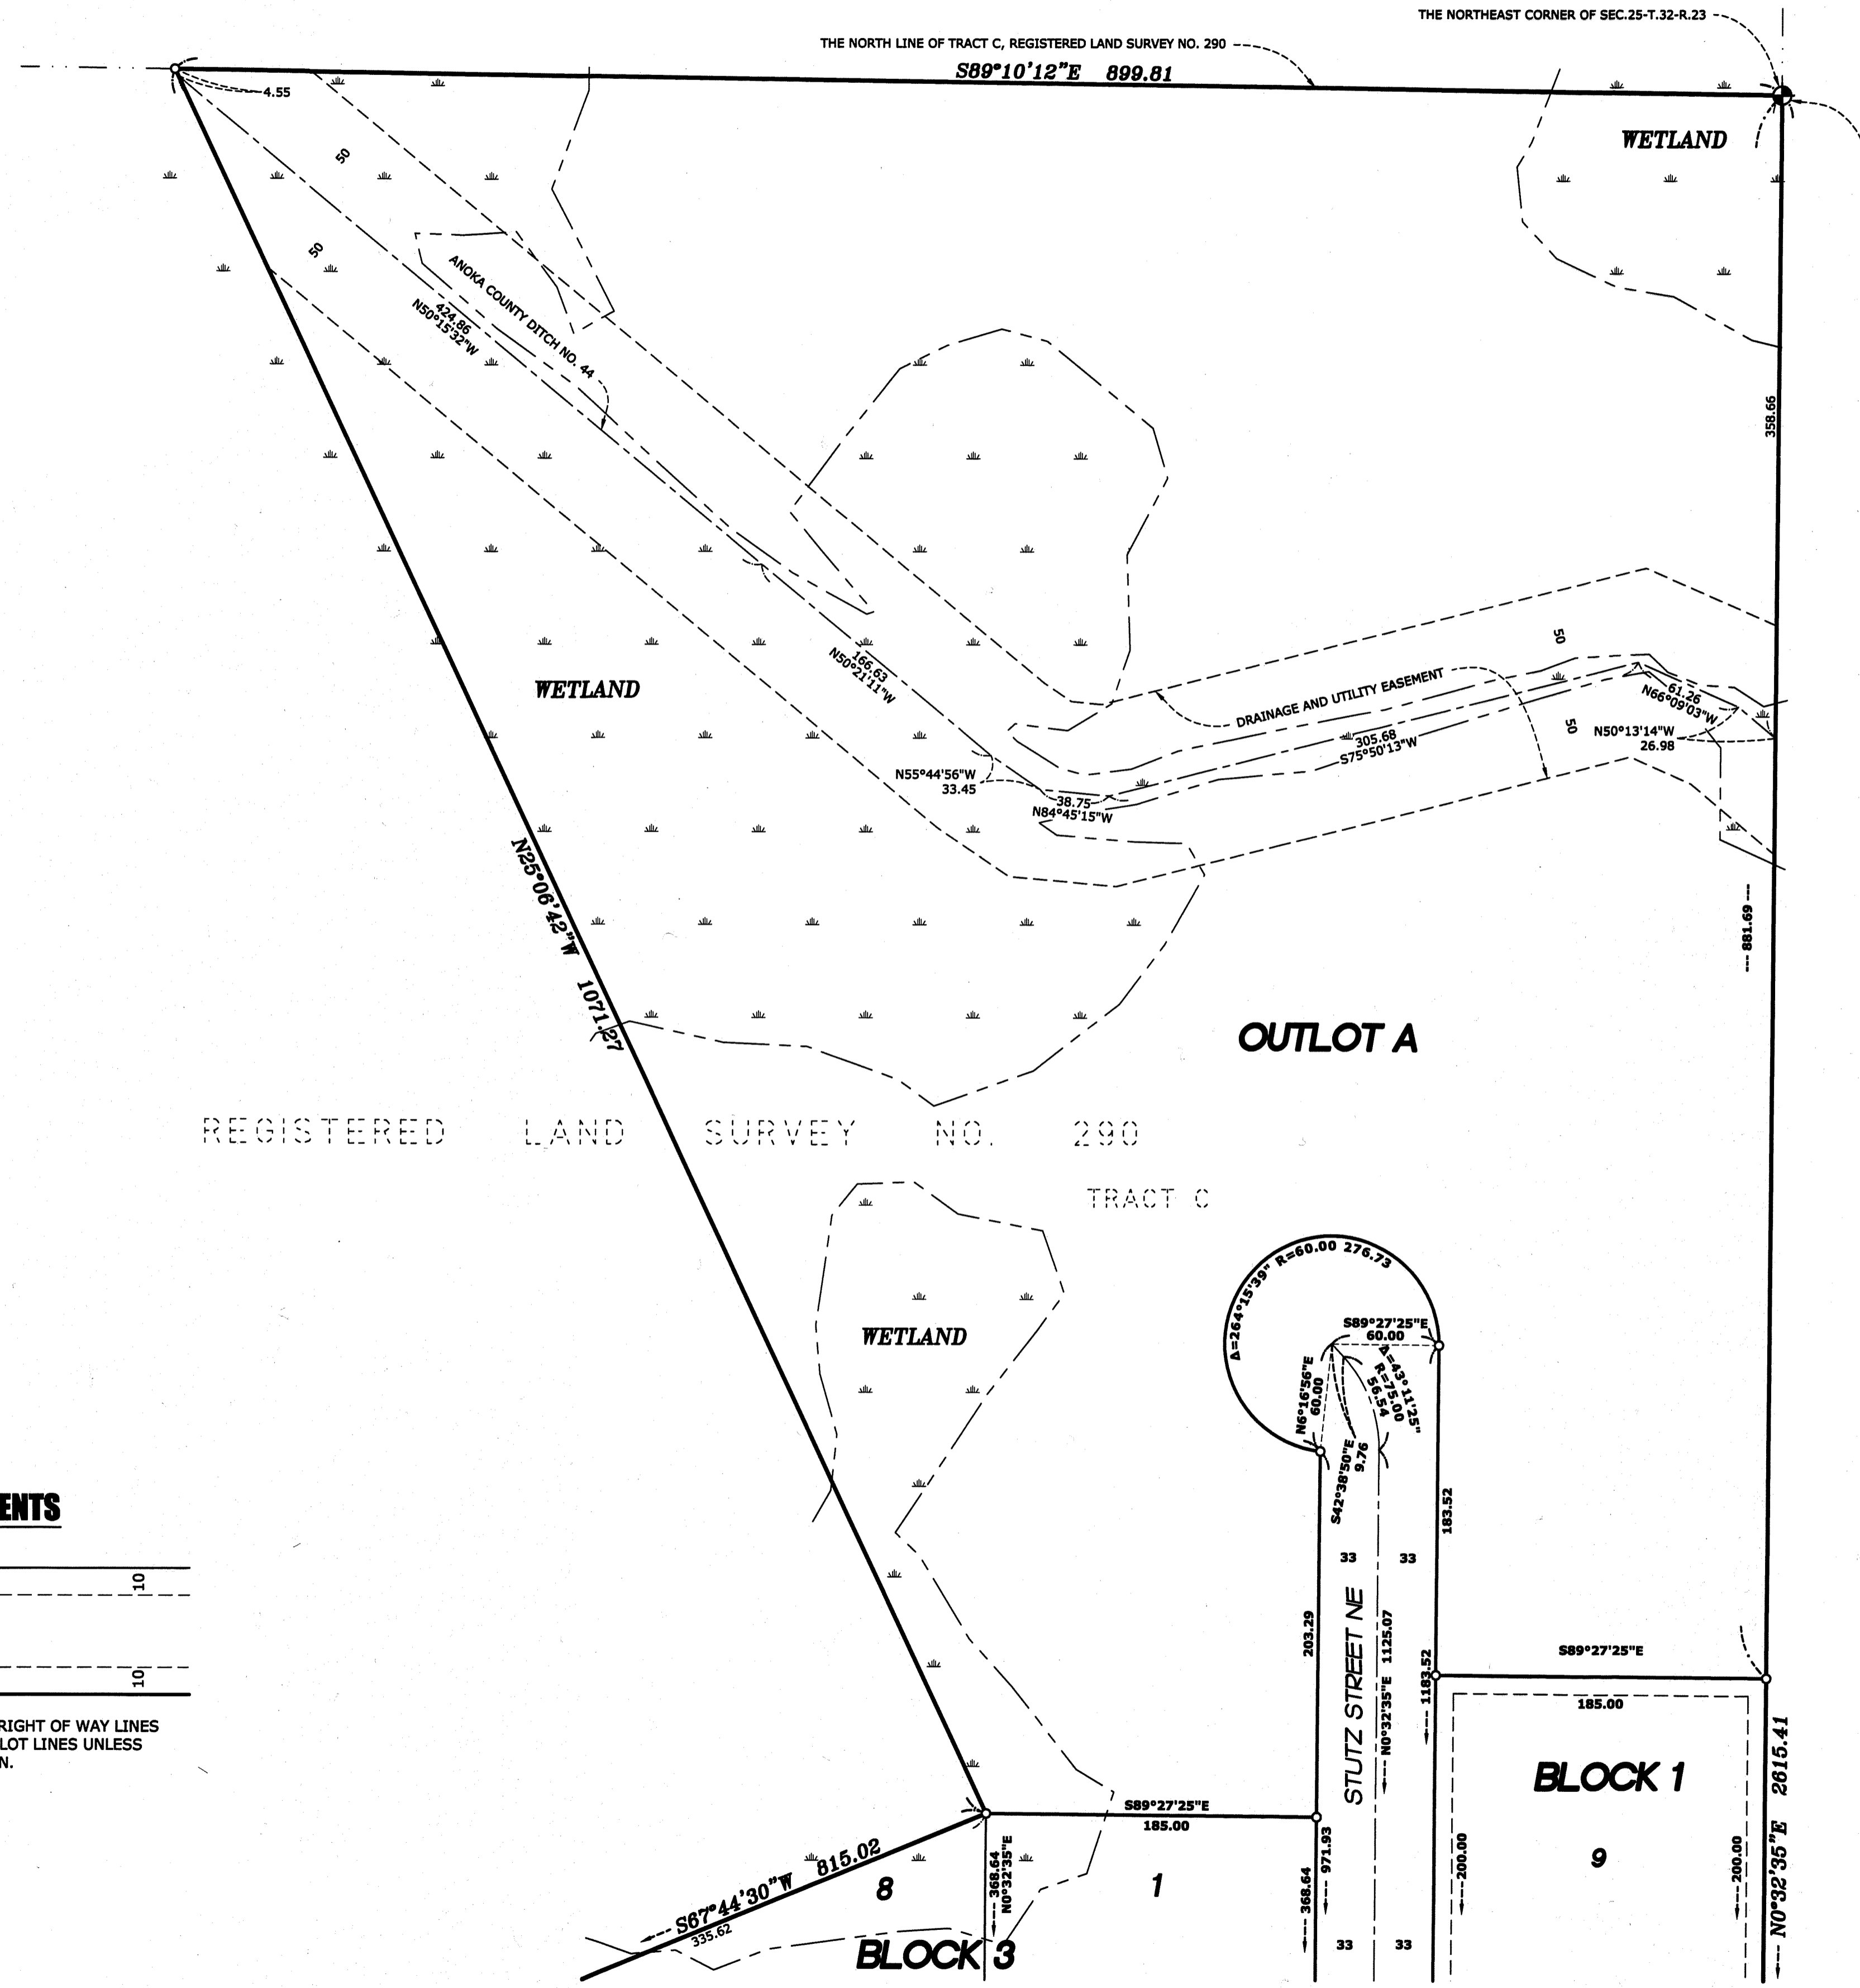 THE NORTHEAST CORNER OF SEC.25-T.32-R.23
THE NORTH LINE OF TRACT C, REGISTERED LAND SURVEY NO. 290
S89°10'12"E 899.81
4.55
WETLAND
50
50
ANOKA COUNTY DITCH NO. 44
424.86
N50°15'32"W
358.66
WETLAND
166.63
N50°21'11"W
50
DRAINAGE AND UTILITY EASEMENT
61.26
N66°09'03"W
50
N50°13'14"W
26.98
305.68
S75°50'13"W
N55°44'56"W
33.45
38.75
N84°45'15"W
N25°06'42"W 1071.27
--- 881.69 ---
OUTLOT A
REGISTERED LAND SURVEY NO. 290
TRACT C
WETLAND
Δ=264°15'39" R=60.00 276.73
S89°27'25"E
60.00
N6°16'56"E
60.00
Δ=43°11'25"
R=75.00
56.54
S42°38'50"E
9.76
183.52
33
33
STUTZ STREET NE
N0°32'35"E 1125.07
203.29
1183.52
S89°27'25"E
185.00
BLOCK 1
9
200.00
200.00
N0°32'35"E 2615.41
S89°27'25"E
185.00
971.93
368.64
33
33
1
368.64
N0°32'35"E
S67°44'30"W 815.02
335.62
8
BLOCK 3
ENTS
10
10
RIGHT OF WAY LINES
LOT LINES UNLESS
N.